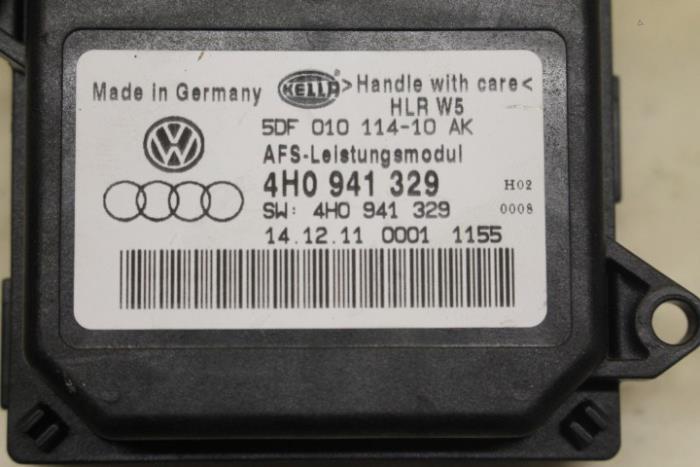 Made in Germany HELLA >Handle with care<
HLR W5
5DF 010 114-10 AK
AFS-Leistungsmodul
4H0 941 329 H02
SW: 4H0 941 329 0008
14.12.11 0001 1155